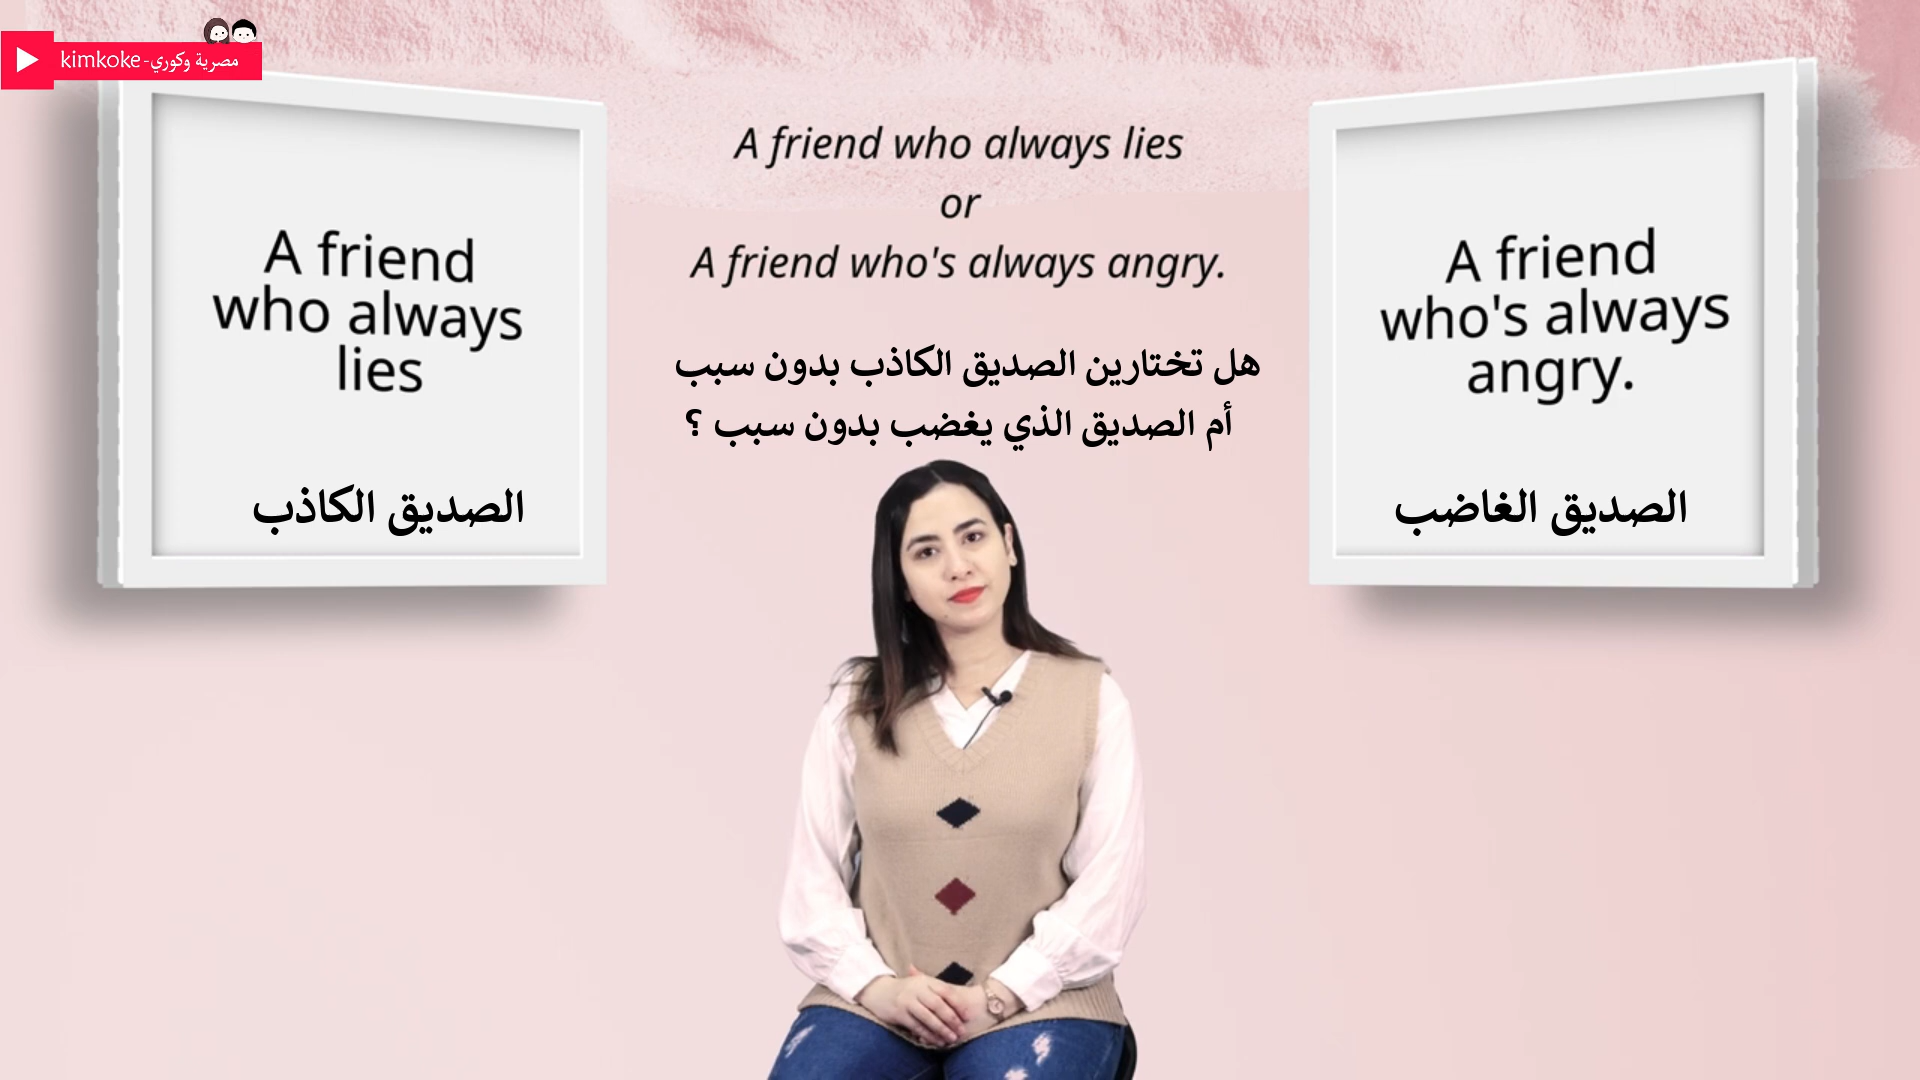 kimkoke-مصرية وكوري
A friend who always lies
or
A friend who's always angry.
هل تختارين الصديق الكاذب بدون سبب
أم الصديق الذي يغضب بدون سبب ؟
A friend
who always
lies
الصديق الكاذب
A friend
who's always
angry.
الصديق الغاضب